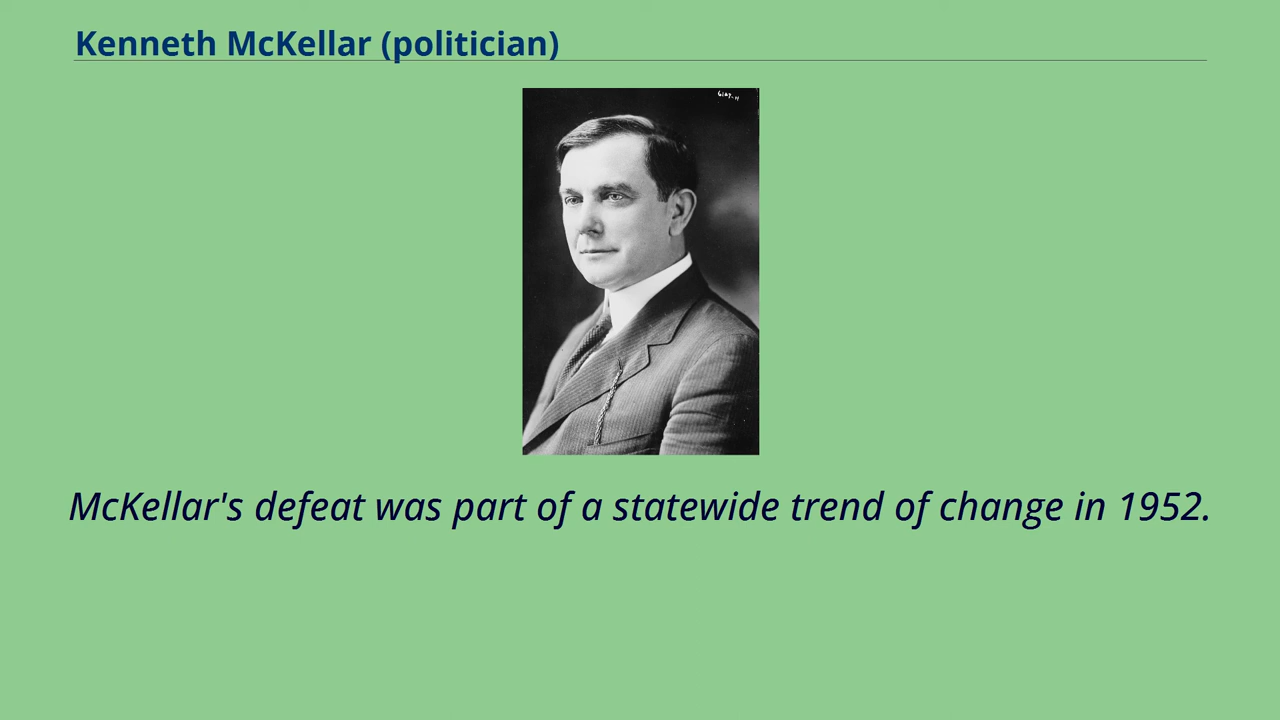 Kenneth McKellar (politician)
McKellar's defeat was part of a statewide trend of change in 1952.